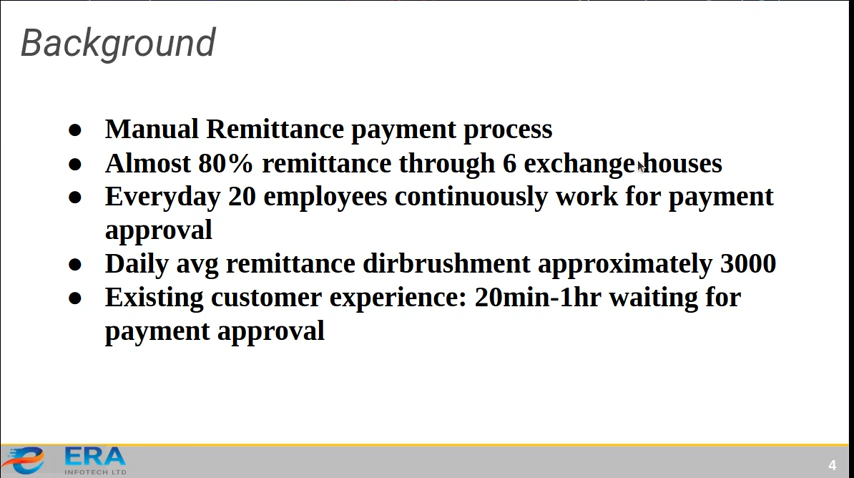 Background
● Manual Remittance payment process
● Almost 80% remittance through 6 exchange houses
● Everyday 20 employees continuously work for payment
approval
● Daily avg remittance dirbrushment approximately 3000
● Existing customer experience: 20min-1hr waiting for
payment approval
ERA
INFOTECH LTD
4